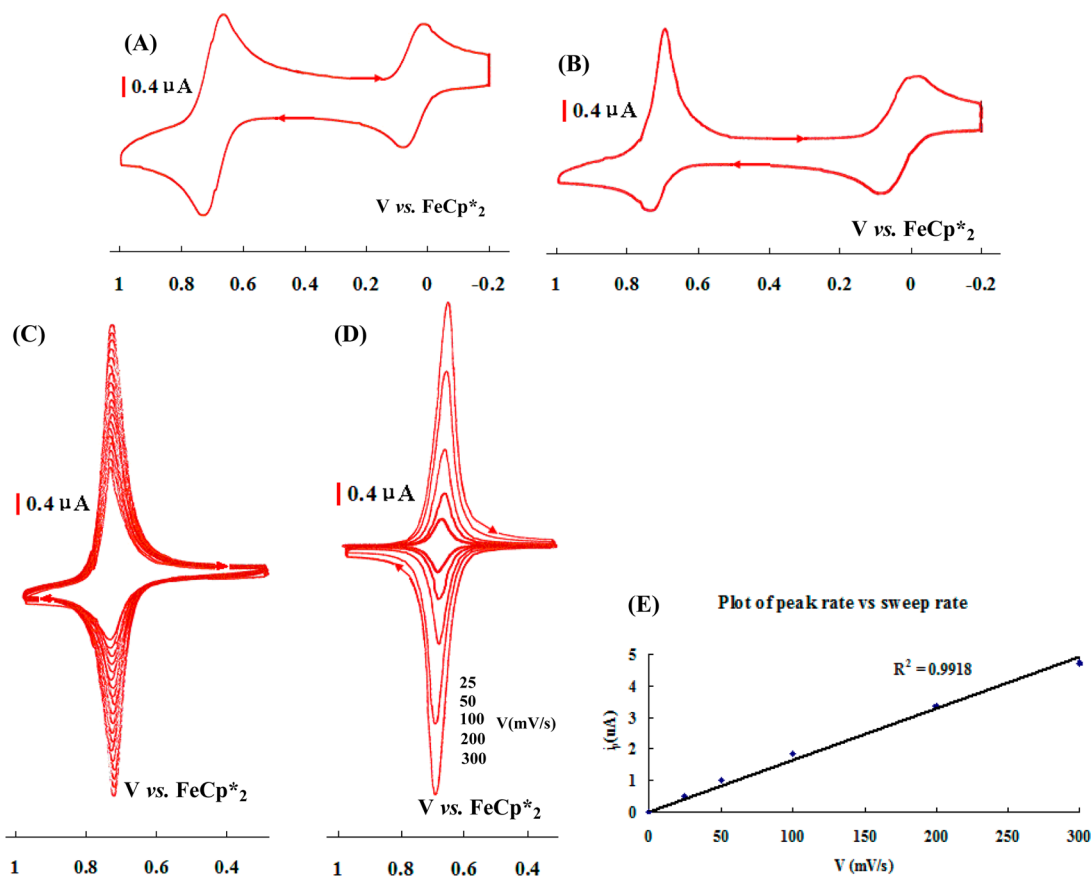 (A)
0.4 μA
V vs. FeCp*2
1 0.8 0.6 0.4 0.2 0 -0.2
(B)
0.4 μA
V vs. FeCp*2
1 0.8 0.6 0.4 0.2 0 -0.2
(C)
0.4 μA
V vs. FeCp*2
1 0.8 0.6 0.4
(D)
0.4 μA
25
50
100 V(mV/s)
200
300
V vs. FeCp*2
1 0.8 0.6 0.4
(E)
Plot of peak rate vs sweep rate
R2 = 0.9918
ip(uA)
5
4
3
2
1
0
0 50 100 150 200 250 300
V (mV/s)